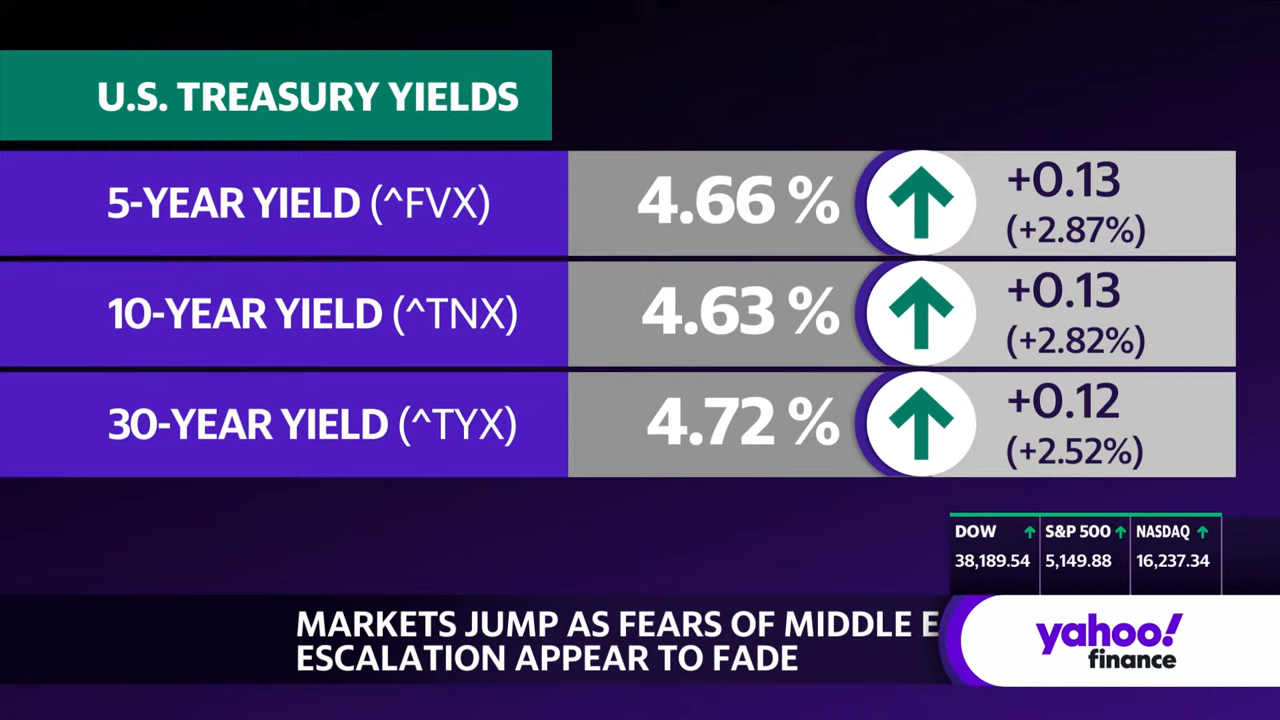 U.S. TREASURY YIELDS
5-YEAR YIELD (^FVX) 4.66 % +0.13
(+2.87%)
10-YEAR YIELD (^TNX) 4.63 % +0.13
(+2.82%)
30-YEAR YIELD (^TYX) 4.72 % +0.12
(+2.52%)
DOW S&P 500 NASDAQ
38,189.54 5,149.88 16,237.34
MARKETS JUMP AS FEARS OF MIDDLE E
ESCALATION APPEAR TO FADE
yahoo!
finance